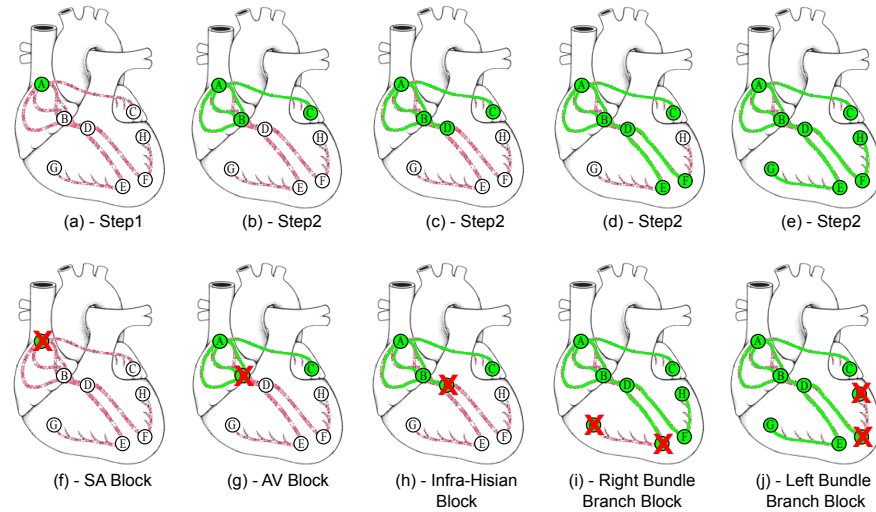 A
B
C
D
E
F
G
H
(a) - Step1
A
B
C
D
E
F
G
H
(b) - Step2
A
B
C
D
E
F
G
H
(c) - Step2
A
B
C
D
E
F
G
H
(d) - Step2
A
B
C
D
E
F
G
H
(e) - Step2
B
C
D
E
F
G
H
(f) - SA Block
A
C
D
E
F
G
H
(g) - AV Block
A
B
C
E
F
G
H
(h) - Infra-Hisian
Block
A
B
C
D
F
H
(i) - Right Bundle
Branch Block
A
B
C
D
E
G
(j) - Left Bundle
Branch Block